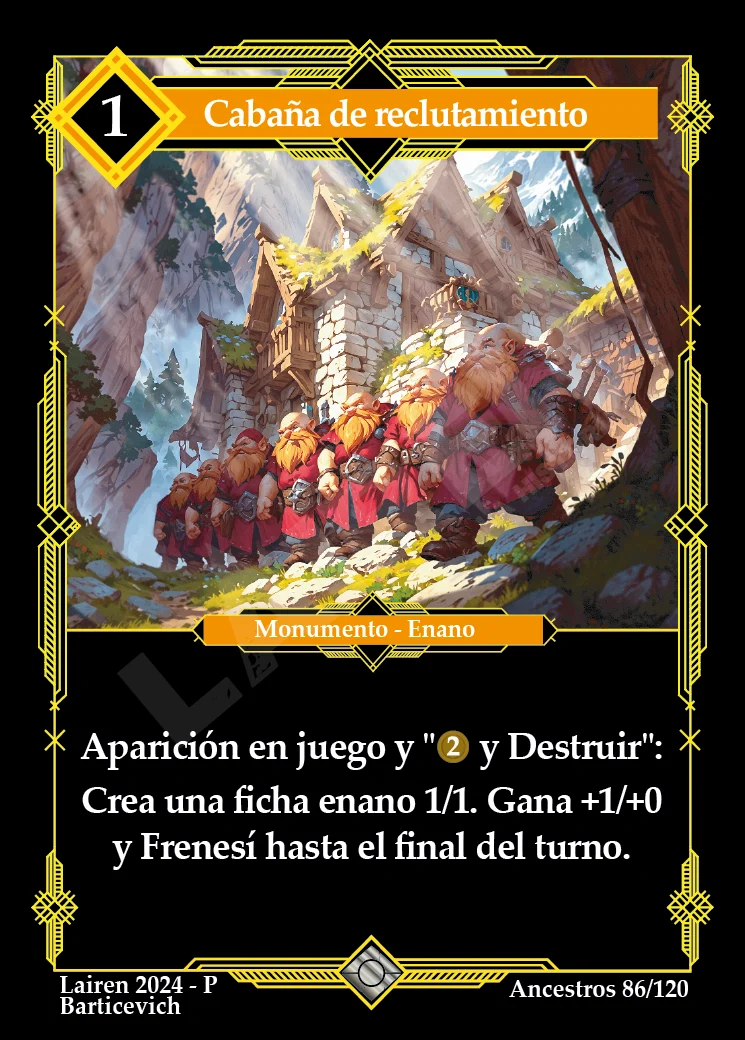 1
Cabaña de reclutamiento
Monumento - Enano
Aparición en juego y "2 y Destruir":
Crea una ficha enano 1/1. Gana +1/+0
y Frenesí hasta el final del turno.
Lairen 2024 - P
Barticevich
Ancestros 86/120